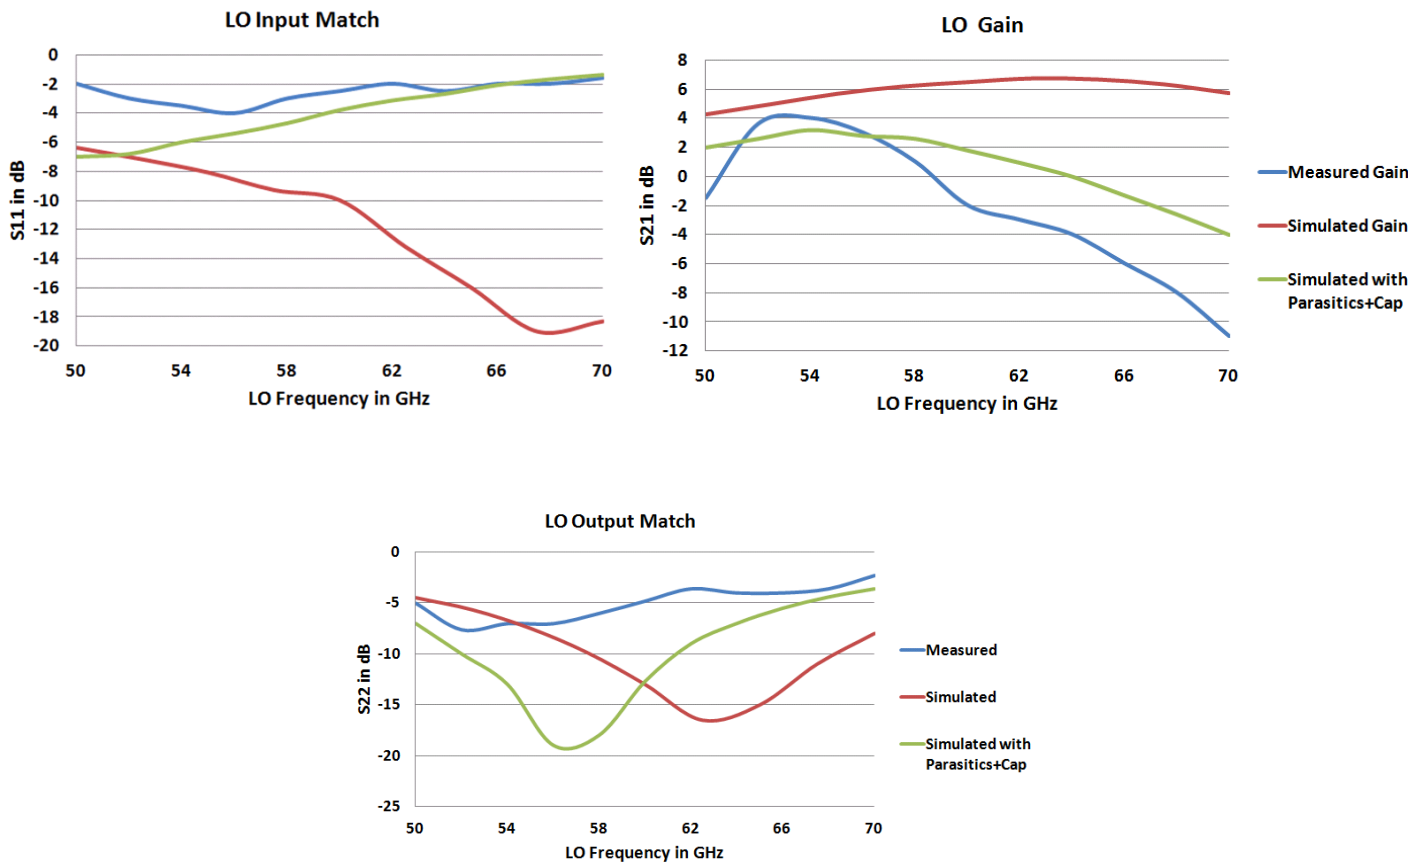 LO Input Match
0
-2
-4
-6
-8
-10
-12
-14
-16
-18
-20
S11 in dB
50 54 58 62 66 70
LO Frequency in GHz
LO Gain
8
6
4
2
0
-2
-4
-6
-8
-10
-12
S21 in dB
50 54 58 62 66 70
LO Frequency in GHz
Measured Gain
Simulated Gain
Simulated with
Parasitics+Cap
LO Output Match
0
-5
-10
-15
-20
-25
S22 in dB
50 54 58 62 66 70
LO Frequency in GHz
Measured
Simulated
Simulated with
Parasitics+Cap